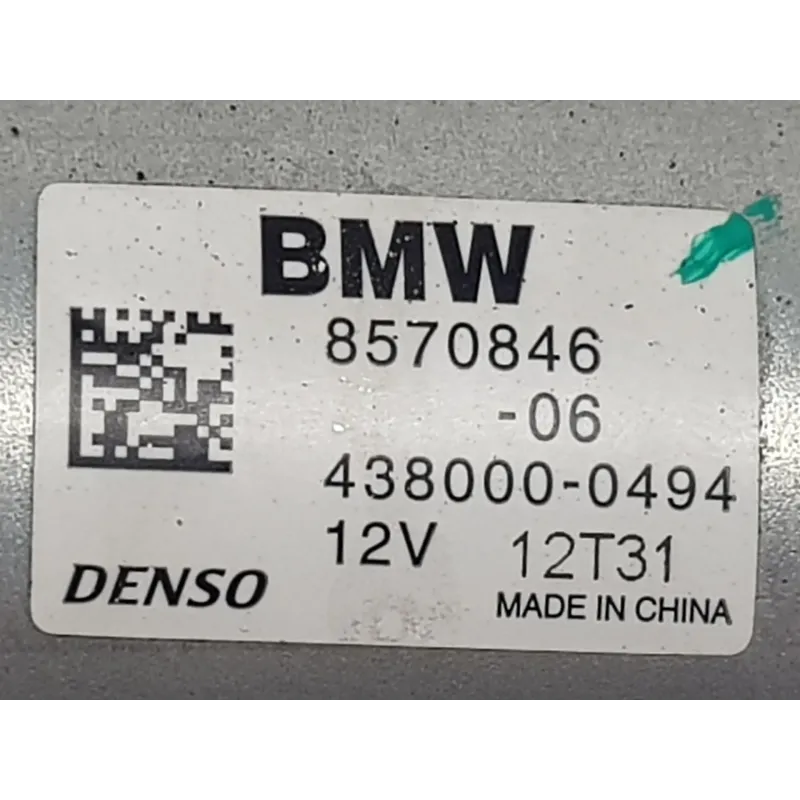 BMW
8570846
-06
438000-0494
12V 12T31
DENSO
MADE IN CHINA